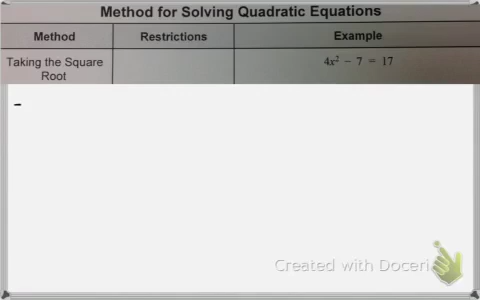 Method for Solving Quadratic Equations
Method Restrictions Example
Taking the Square Root 4x² − 7 = 17
Created with Doceri